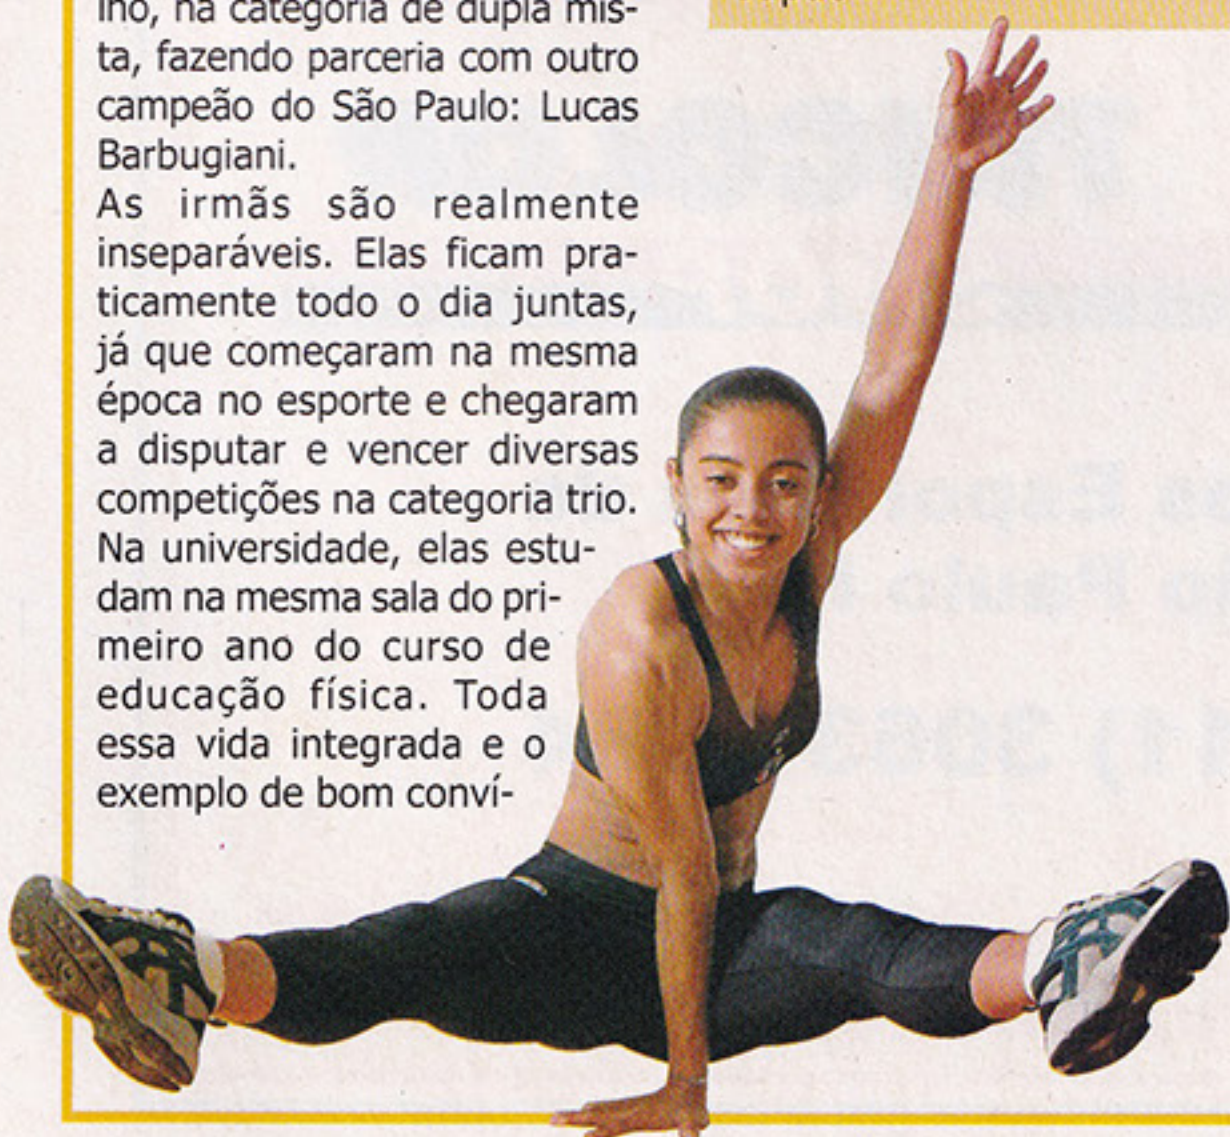 lho, na categoria de dupla mis-
ta, fazendo parceria com outro
campeão do São Paulo: Lucas
Barbugiani.
As irmãs são realmente
inseparáveis. Elas ficam pra-
ticamente todo o dia juntas,
já que começaram na mesma
época no esporte e chegaram
a disputar e vencer diversas
competições na categoria trio.
Na universidade, elas estu-
dam na mesma sala do pri-
meiro ano do curso de
educação física. Toda
essa vida integrada e o
exemplo de bom conví-